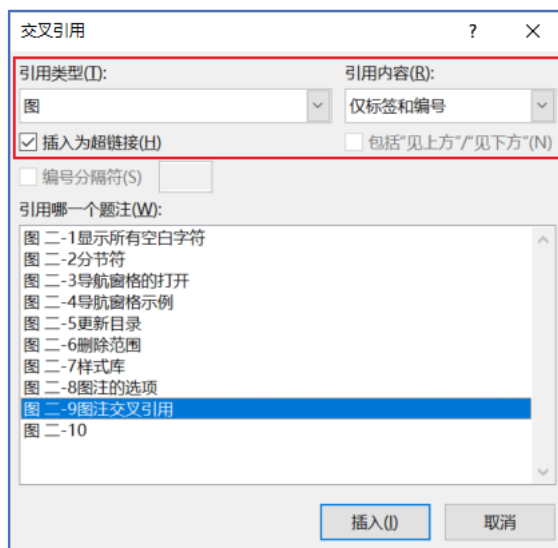 交叉引用
引用类型(T): 引用内容(R):
图 仅标签和编号
插入为超链接(H) 包括"见上方"/"见下方"(N)
编号分隔符(S)
引用哪一个题注(W):
图 二-1显示所有空白字符
图 二-2分节符
图 二-3导航窗格的打开
图 二-4导航窗格示例
图 二-5更新目录
图 二-6删除范围
图 二-7样式库
图 二-8图注的选项
图 二-9图注交叉引用
图 二-10
插入(I) 取消